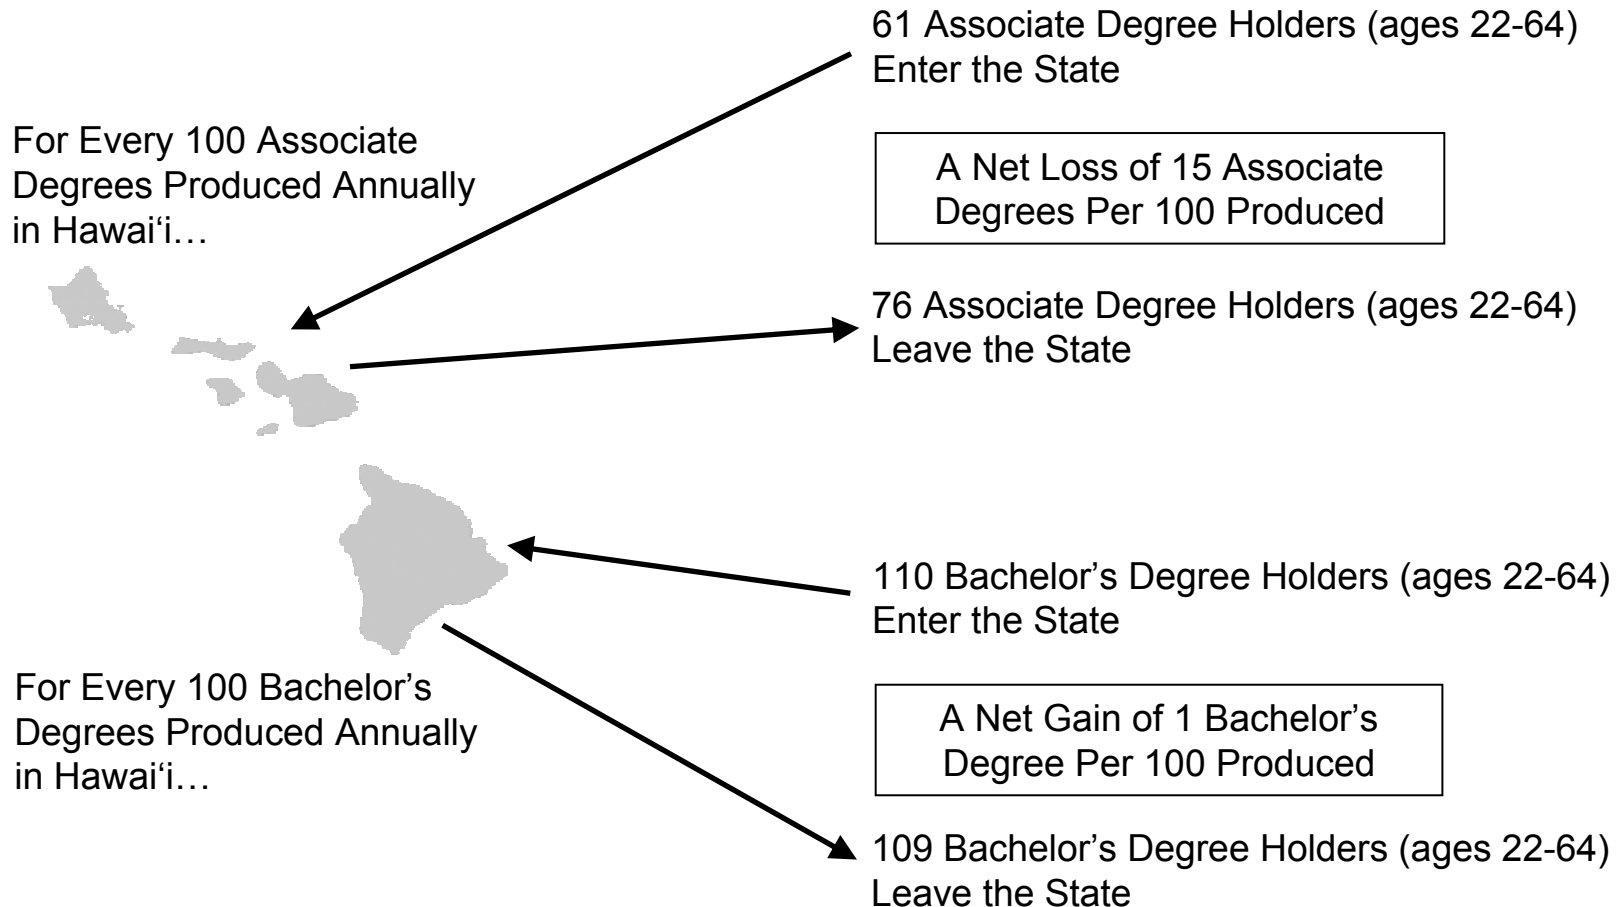 61 Associate Degree Holders (ages 22-64)
Enter the State
For Every 100 Associate
Degrees Produced Annually
in Hawai‘i…
A Net Loss of 15 Associate
Degrees Per 100 Produced
76 Associate Degree Holders (ages 22-64)
Leave the State
110 Bachelor’s Degree Holders (ages 22-64)
Enter the State
For Every 100 Bachelor’s
Degrees Produced Annually
in Hawai‘i…
A Net Gain of 1 Bachelor’s
Degree Per 100 Produced
109 Bachelor’s Degree Holders (ages 22-64)
Leave the State